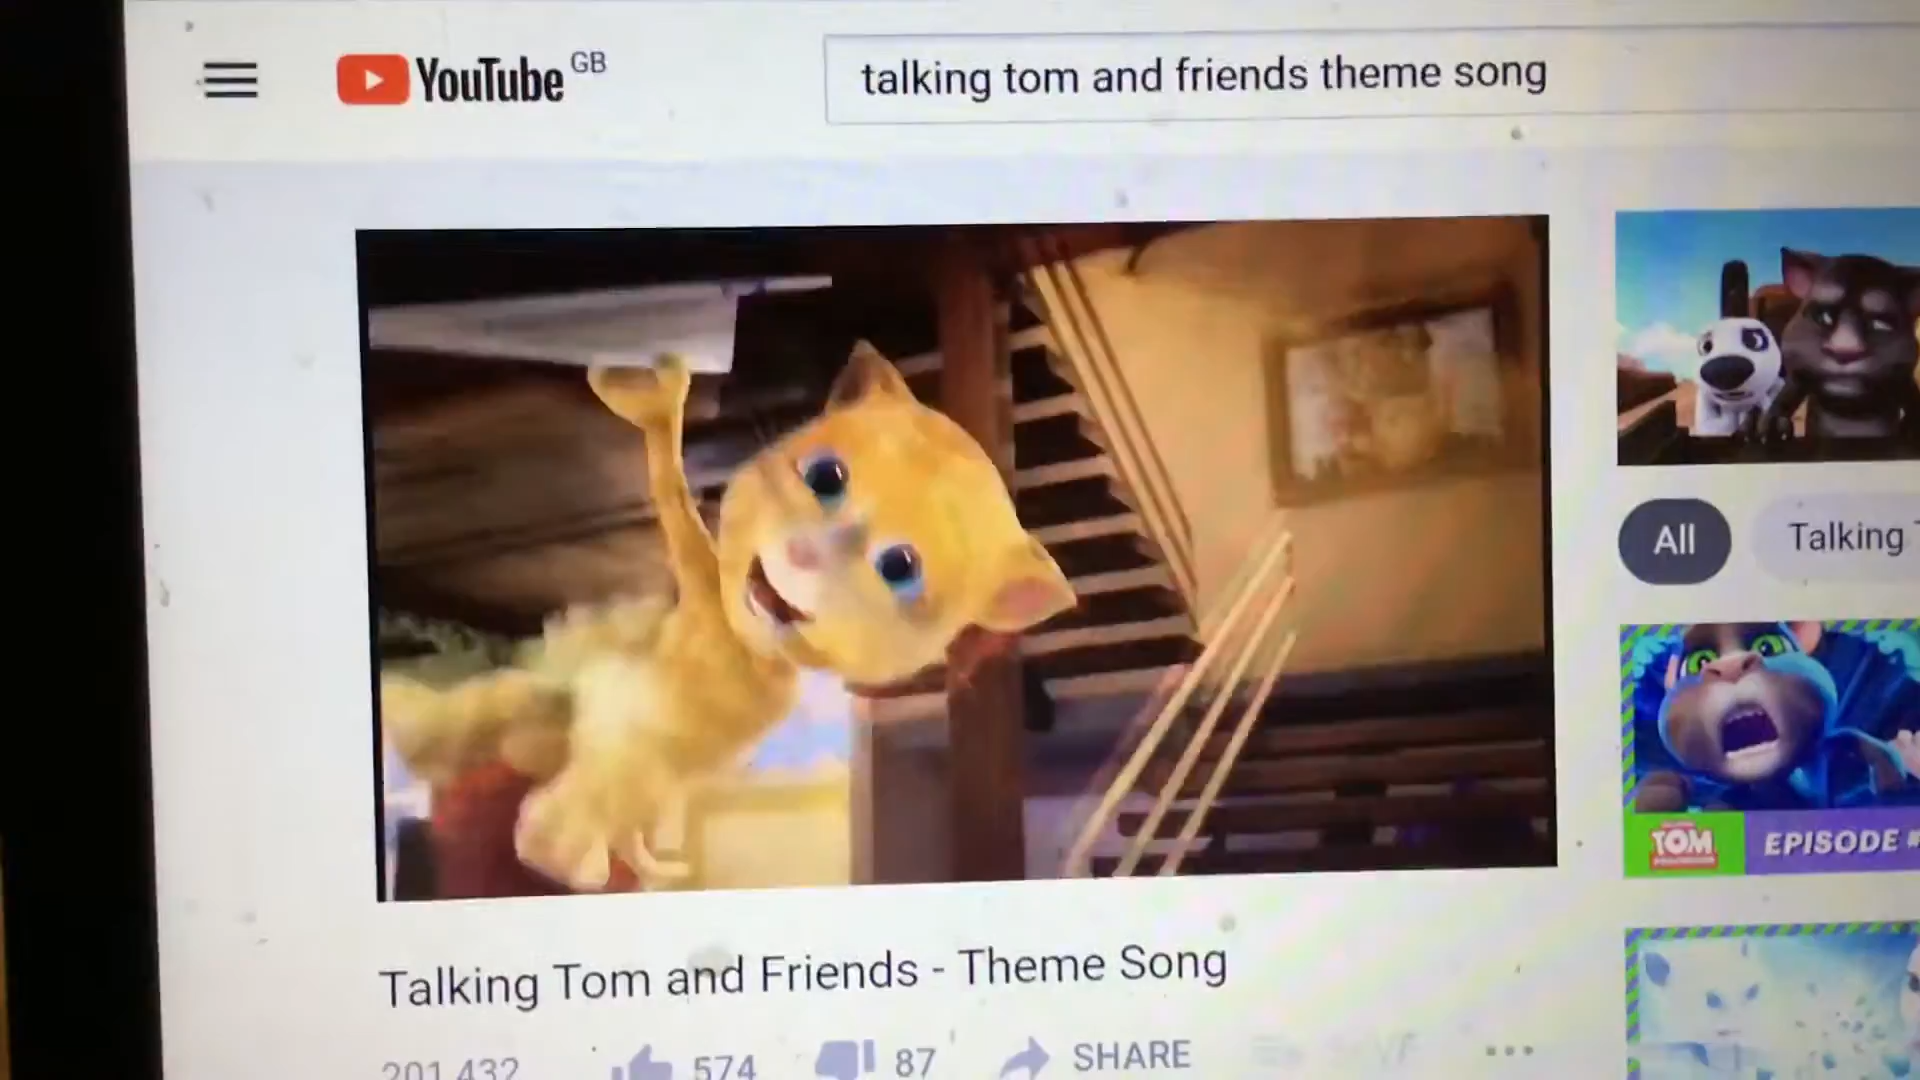 YouTube GB
talking tom and friends theme song
All
Talking
TOM
EPISODE #
Talking Tom and Friends - Theme Song
201,432
574
87
SHARE